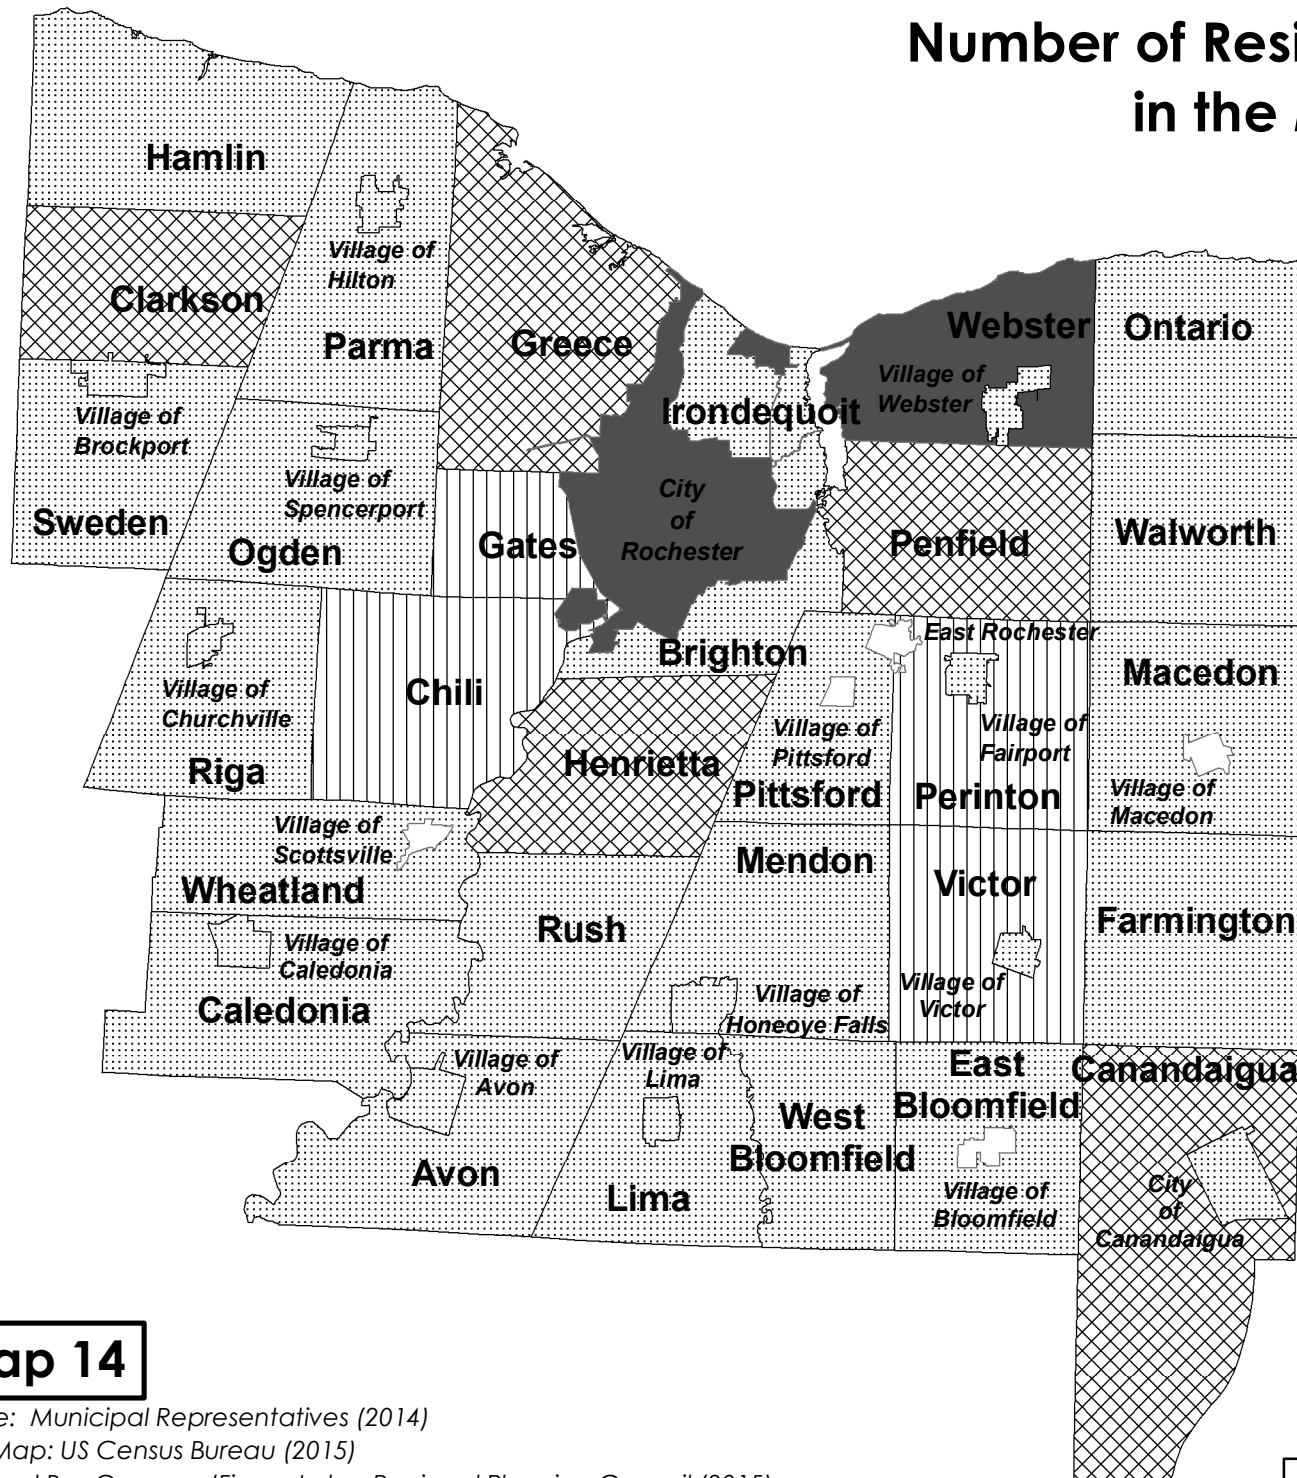 Number of Resi
in the
Hamlin
Village of
Hilton
Clarkson
Parma
Greece
Webster
Ontario
Village of
Webster
Irondequoit
Village of
Brockport
Village of
Spencerport
City
of
Rochester
Sweden
Ogden
Gates
Penfield
Walworth
East Rochester
Brighton
Macedon
Village of
Churchville
Chili
Village of
Pittsford
Village of
Fairport
Riga
Henrietta
Pittsford
Perinton
Village of
Macedon
Village of
Scottsville
Mendon
Wheatland
Victor
Rush
Farmington
Village of
Caledonia
Caledonia
Village of
Honeoye Falls
Village of
Victor
Village of
Avon
Village of
Lima
East
Bloomfield
Canandaigua
West
Bloomfield
Avon
Lima
Village of
Bloomfield
City
of
Canandaigua
ap 14
e: Municipal Representatives (2014)
Map: US Census Bureau (2015)